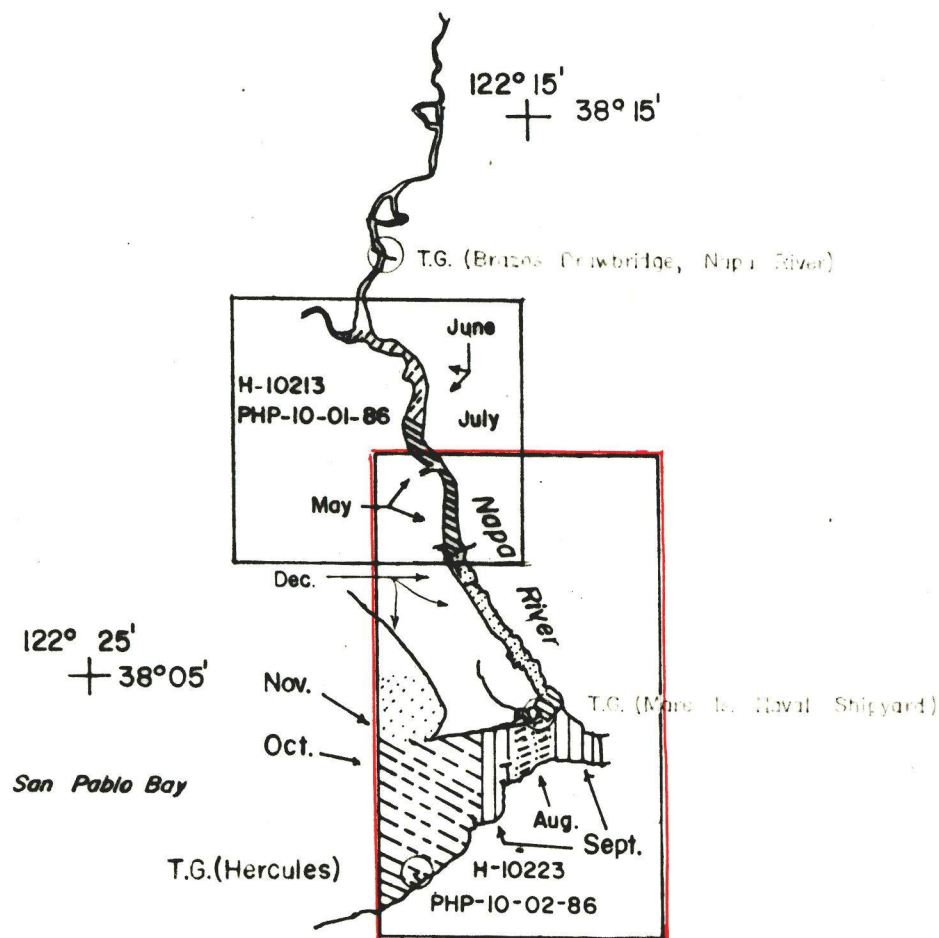 122° 15'
38° 15'
T.G. (Brazos Drawbridge, Napa River)
June
H-10213
PHP-10-01-86
July
May
Napa
River
Dec.
122° 25'
38° 05'
Nov.
T.G. (Mare Is. Naval Shipyard)
Oct.
San Pablo Bay
Aug.
Sept.
T.G. (Hercules)
H-10223
PHP-10-02-86